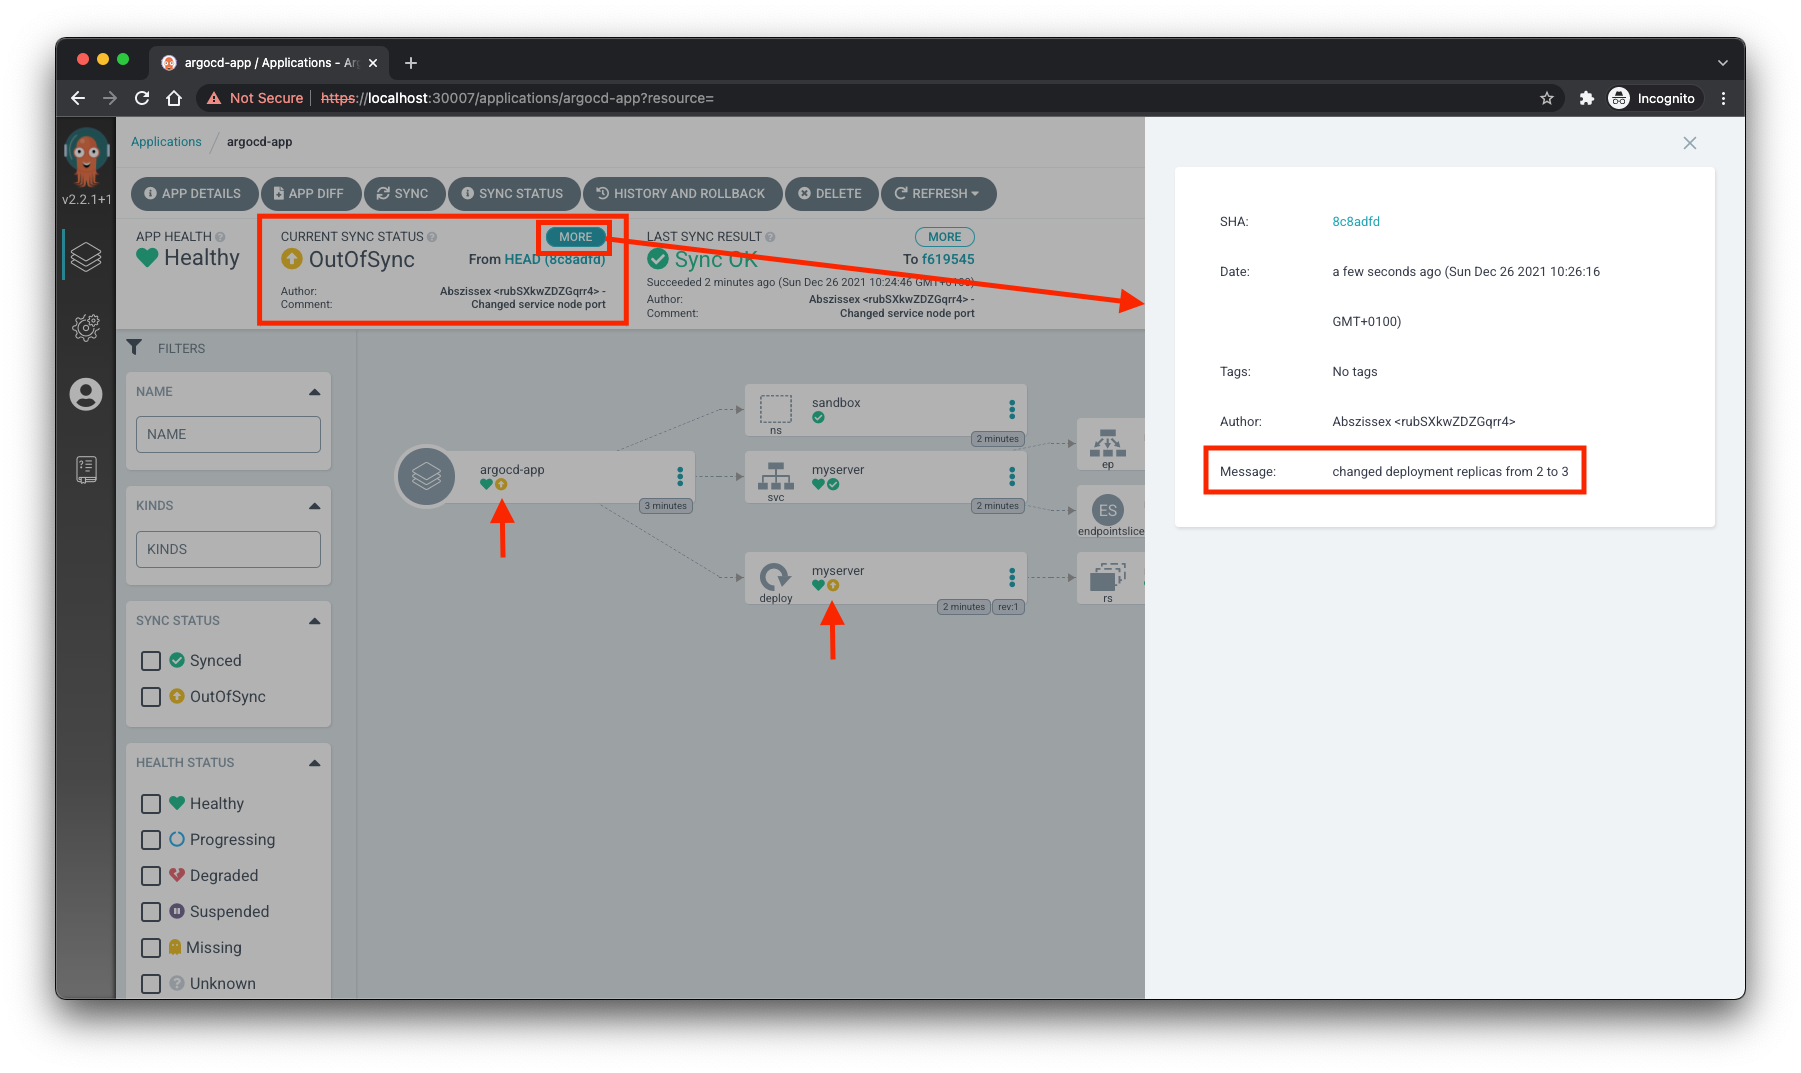 argocd-app / Applications - Ar
Not Secure
https://localhost:30007/applications/argocd-app?resource=
Incognito
v2.2.1+1
Applications / argocd-app
APP DETAILS
APP DIFF
SYNC
SYNC STATUS
HISTORY AND ROLLBACK
DELETE
REFRESH
APP HEALTH
Healthy
CURRENT SYNC STATUS
MORE
OutOfSync
From HEAD (8c8adfd)
Author: Abszissex <rubSXkwZDZGqrr4> -
Comment: Changed service node port
LAST SYNC RESULT
MORE
Sync OK
To f619545
Succeeded 2 minutes ago (Sun Dec 26 2021 10:24:46 GMT+0100)
Author: Abszissex <rubSXkwZDZGqrr4> -
Comment: Changed service node port
FILTERS
NAME
NAME
KINDS
KINDS
SYNC STATUS
Synced
OutOfSync
HEALTH STATUS
Healthy
Progressing
Degraded
Suspended
Missing
Unknown
argocd-app
3 minutes
sandbox
ns
2 minutes
myserver
svc
2 minutes
myserver
deploy
2 minutes
rev:1
ep
ES
endpointslice
rs
SHA: 8c8adfd
Date: a few seconds ago (Sun Dec 26 2021 10:26:16
GMT+0100)
Tags: No tags
Author: Abszissex <rubSXkwZDZGqrr4>
Message: changed deployment replicas from 2 to 3